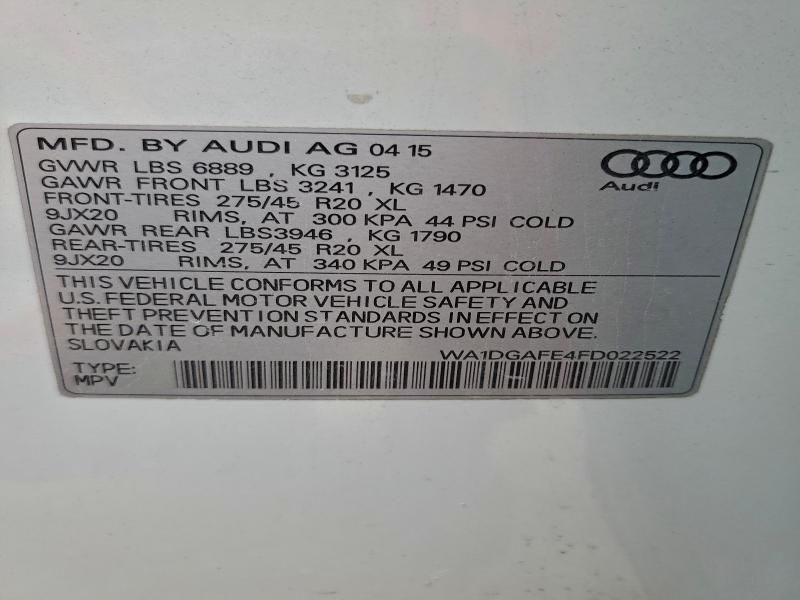 MFD. BY AUDI AG 04 15
GVWR LBS 6889 , KG 3125
GAWR FRONT LBS 3241 , KG 1470
FRONT-TIRES 275/45 R20 XL
9JX20 RIMS, AT 300 KPA 44 PSI COLD
GAWR REAR LBS3946 , KG 1790
REAR-TIRES 275/45 R20 XL
9JX20 RIMS, AT 340 KPA 49 PSI COLD
Audi
THIS VEHICLE CONFORMS TO ALL APPLICABLE
U.S. FEDERAL MOTOR VEHICLE SAFETY AND
THEFT PREVENTION STANDARDS IN EFFECT ON
THE DATE OF MANUFACTURE SHOWN ABOVE.
SLOVAKIA
WA1DGAFE4FD022522
TYPE:
MPV